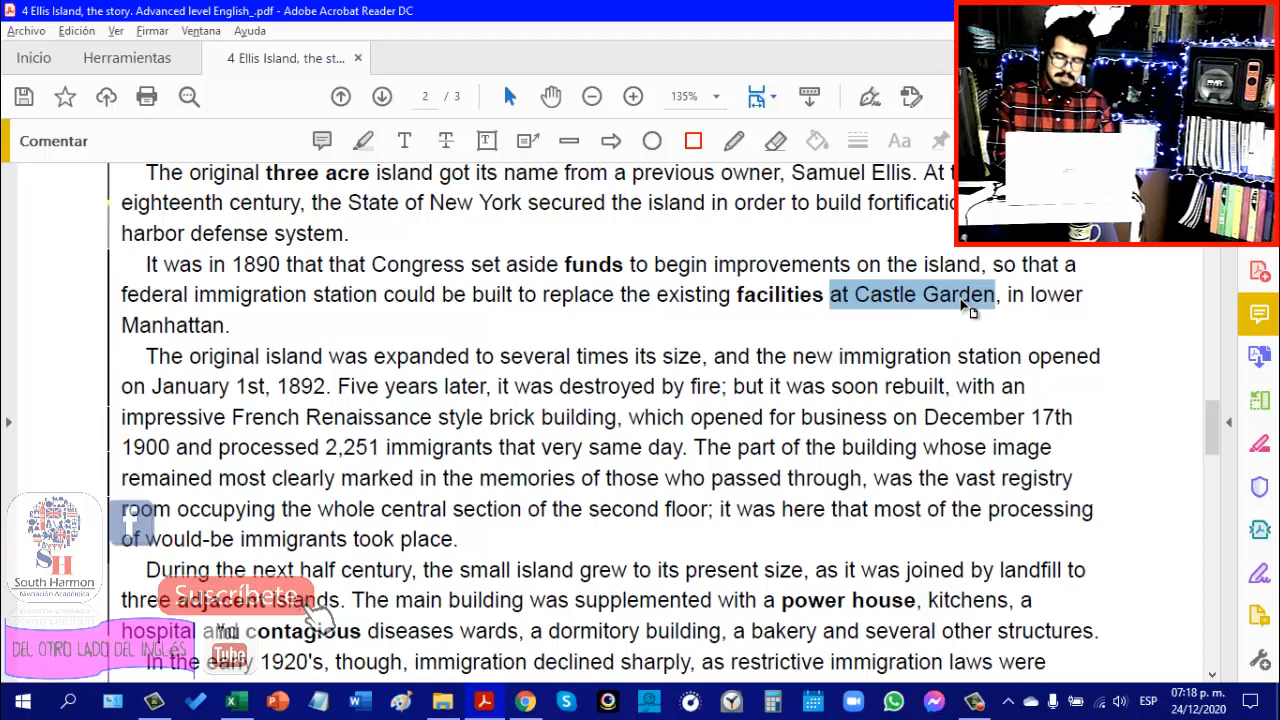 4 Ellis Island, the story. Advanced level English_.pdf - Adobe Acrobat Reader DC
Archivo Edición Ver Firmar Ventana Ayuda
Inicio Herramientas 4 Ellis Island, the st... ×
2 / 3 135%
Comentar
The original three acre island got its name from a previous owner, Samuel Ellis. At
eighteenth century, the State of New York secured the island in order to build
harbor defense system.
It was in 1890 that that Congress set aside funds to begin improvements on the island, so that a
federal immigration station could be built to replace the existing facilities at Castle Garden, in lower
Manhattan.
The original island was expanded to several times its size, and the new immigration station opened
on January 1st, 1892. Five years later, it was destroyed by fire; but it was soon rebuilt, with an
impressive French Renaissance style brick building, which opened for business on December 17th
1900 and processed 2,251 immigrants that very same day. The part of the building whose image
remained most clearly marked in the memories of those who passed through, was the vast registry
room occupying the whole central section of the second floor; it was here that most of the processing
of would-be immigrants took place.
During the next half century, the small island grew to its present size, as it was joined by landfill to
three adjacent islands. The main building was supplemented with a power house, kitchens, a
hospital and contagious diseases wards, a dormitory building, a bakery and several other structures.
In the early 1920's, though, immigration declined sharply, as restrictive immigration laws were
SH
South Harmon
Nivelación Académica
Suscríbete
You
Tube
DEL OTRO LADO DEL INGLÉS
ESP
07:18 p. m.
24/12/2020